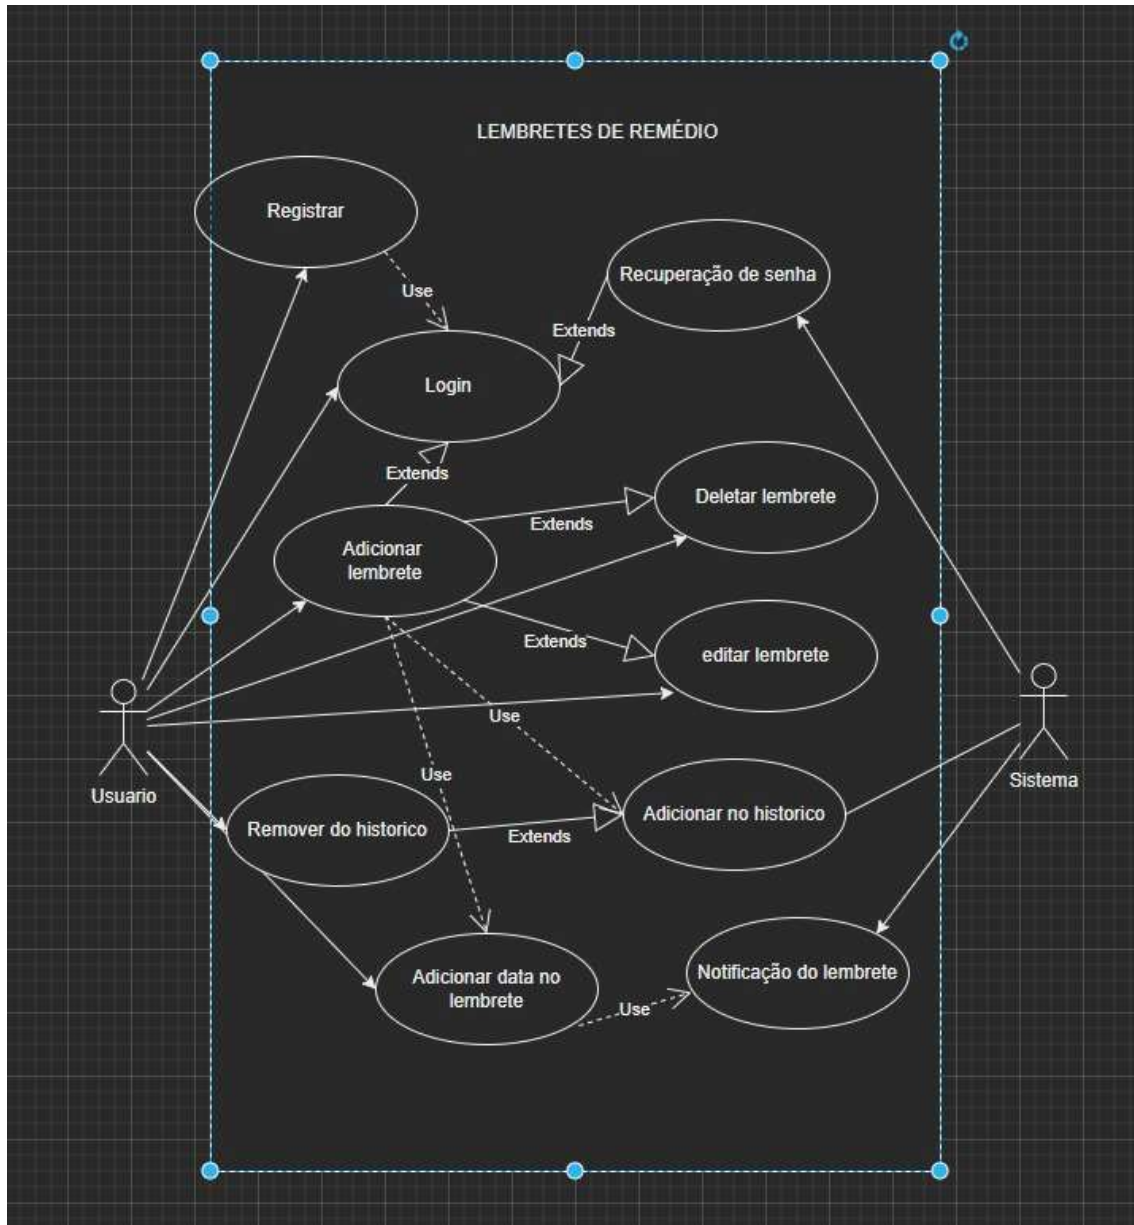 LEMBRETES DE REMÉDIO
Registrar
Recuperação de senha
Use
Extends
Login
Extends
Deletar lembrete
Extends
Adicionar
lembrete
Extends
editar lembrete
Use
Use
Usuario
Sistema
Remover do historico
Extends
Adicionar no historico
Adicionar data no
lembrete
Notificação do lembrete
Use